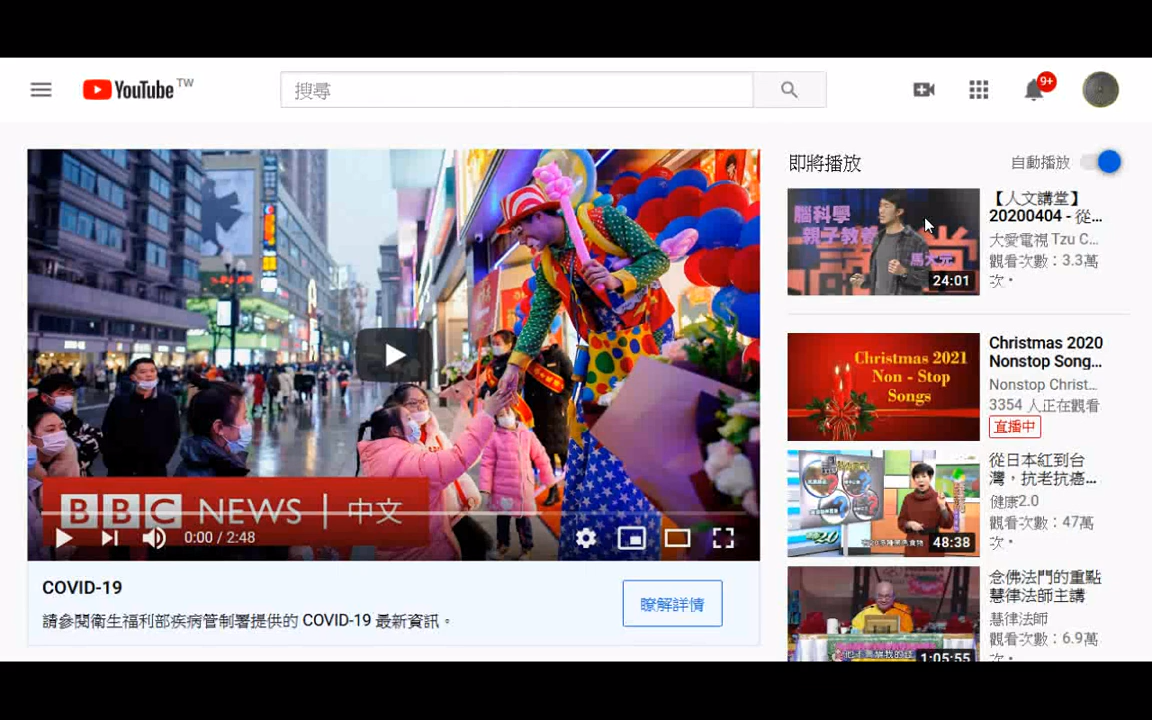 YouTube TW
搜尋
9+
BBC NEWS | 中文
0:00 / 2:48
COVID-19
請參閱衛生福利部疾病管制署提供的 COVID-19 最新資訊。
瞭解詳情
即將播放
自動播放
腦科學
親子教養
馬大元
24:01
【人文講堂】
20200404 - 從...
大愛電視 Tzu C...
觀看次數：3.3萬
次・
Christmas 2021
Non - Stop
Songs
Christmas 2020
Nonstop Song...
Nonstop Christ...
3354 人正在觀看
直播中
48:38
從日本紅到台
灣，抗老抗癌...
健康2.0
觀看次數：47萬
次・
1:05:55
念佛法門的重點
慧律法師主講
慧律法師
觀看次數：6.9萬
次・